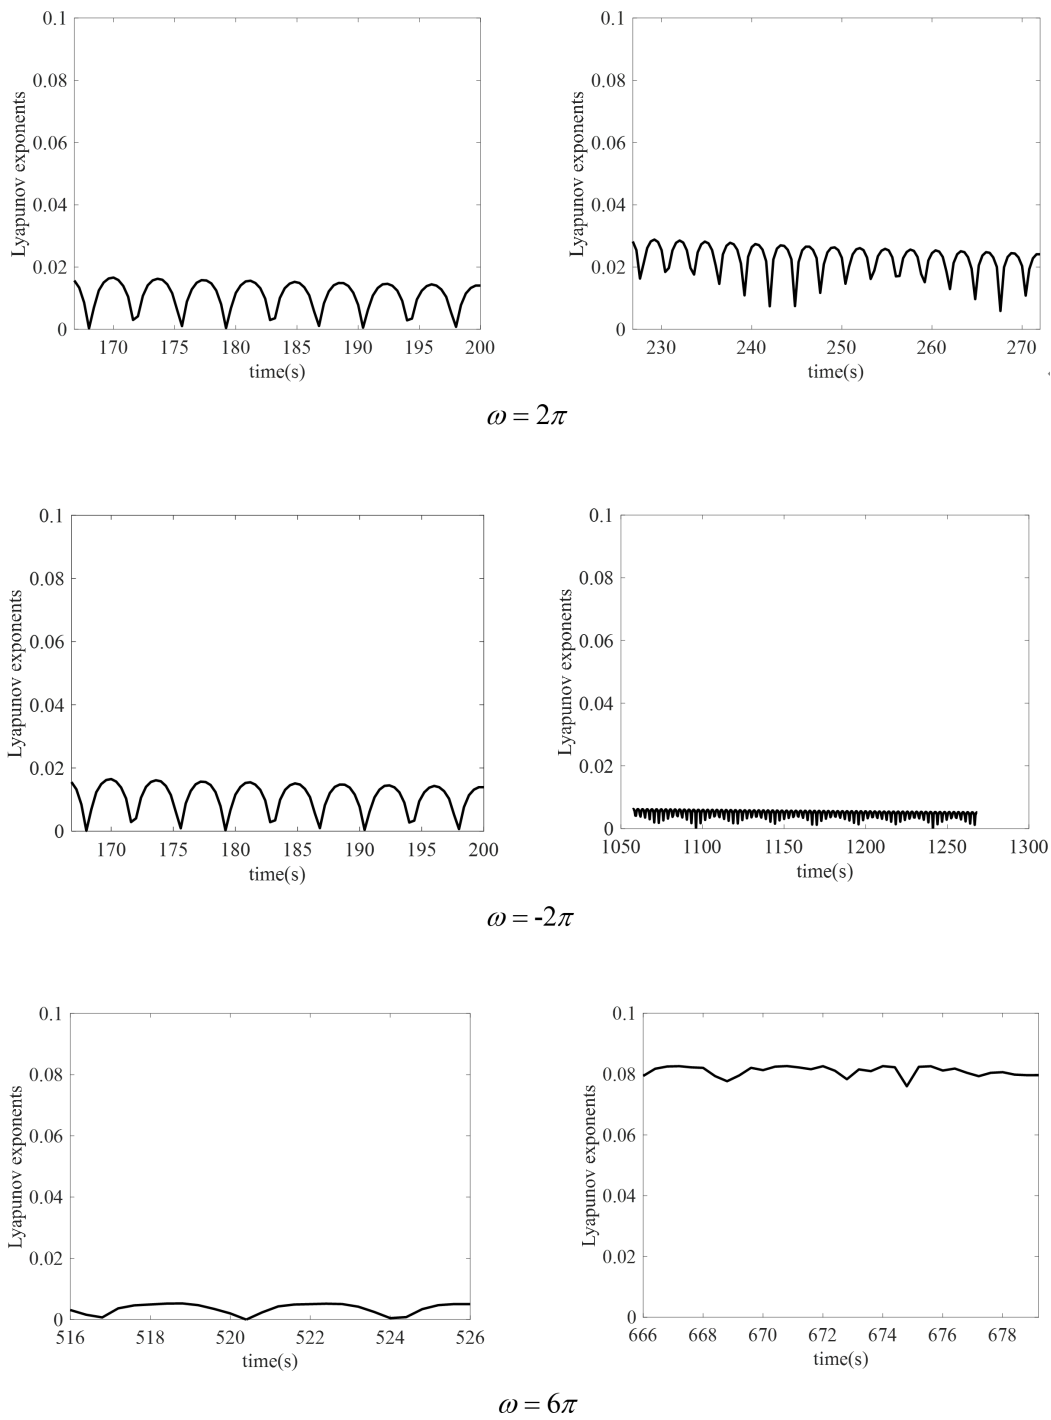 0.1
0.08
0.06
0.04
0.02
0
Lyapunov exponents
170 175 180 185 190 195 200
time(s)
0.1
0.08
0.06
0.04
0.02
0
Lyapunov exponents
230 240 250 260 270
time(s)
ω = 2π
0.1
0.08
0.06
0.04
0.02
0
Lyapunov exponents
170 175 180 185 190 195 200
time(s)
0.1
0.08
0.06
0.04
0.02
0
Lyapunov exponents
1050 1100 1150 1200 1250 1300
time(s)
ω = -2π
0.1
0.08
0.06
0.04
0.02
0
Lyapunov exponents
516 518 520 522 524 526
time(s)
0.1
0.08
0.06
0.04
0.02
0
Lyapunov exponents
666 668 670 672 674 676 678
time(s)
ω = 6π